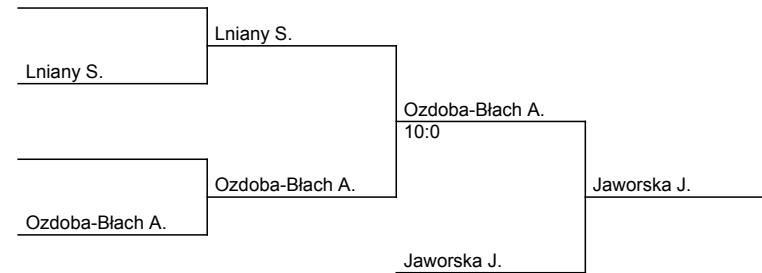 Lniany S.
Lniany S.
Ozdoba-Błach A.
10:0
Ozdoba-Błach A.
Jaworska J.
Ozdoba-Błach A.
Jaworska J.